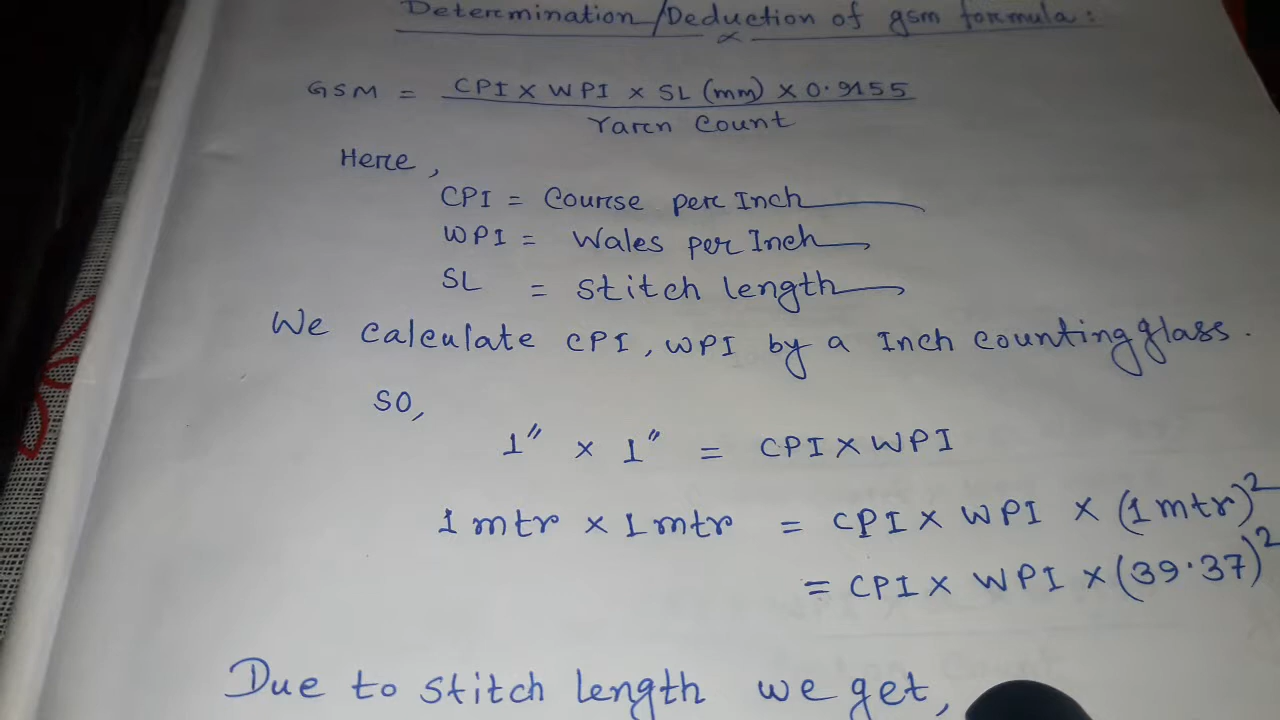 Determination/Deduction of gsm formula:
GSM = CPI X WPI X SL (mm) X 0.9155
Yarn Count
Here,
CPI = Course per Inch
WPI = Wales per Inch
SL = Stitch length
We calculate CPI, WPI by a Inch counting glass.
SO,
1" X 1" = CPI X WPI
1 mtr X 1 mtr = CPI X WPI X (1 mtr)²
= CPI X WPI X (39.37)²
Due to stitch length we get,